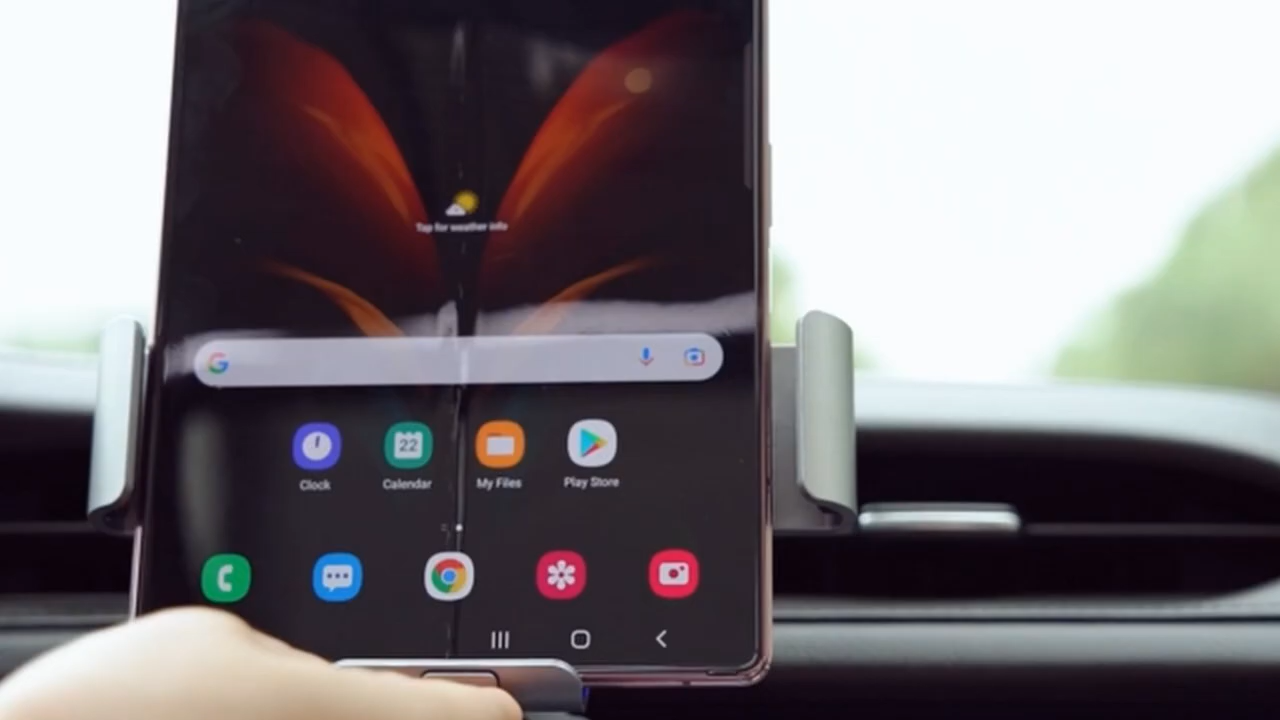 Tap for weather info
G
22
Clock
Calendar
My Files
Play Store